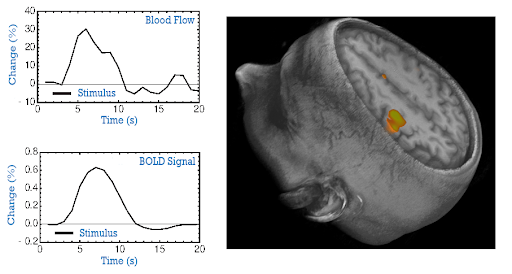 Blood Flow
Change (%)
40
30
20
10
0
- 10
Stimulus
0 5 10 15 20
Time (s)
BOLD Signal
Change (%)
0.8
0.6
0.4
0.2
0
- 0.2
Stimulus
0 5 10 15 20
Time (s)